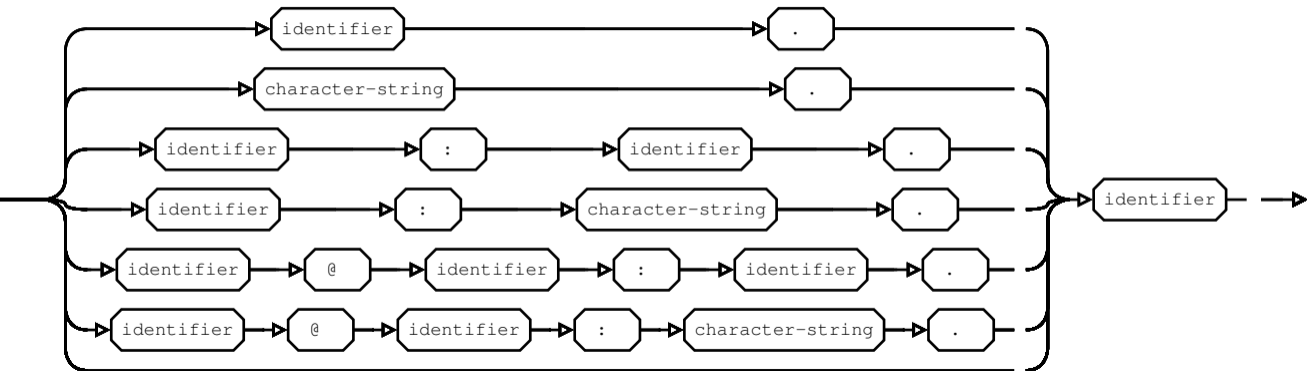 identifier .
character-string .
identifier : identifier .
identifier : character-string .
identifier
identifier @ identifier : identifier .
identifier @ identifier : character-string .